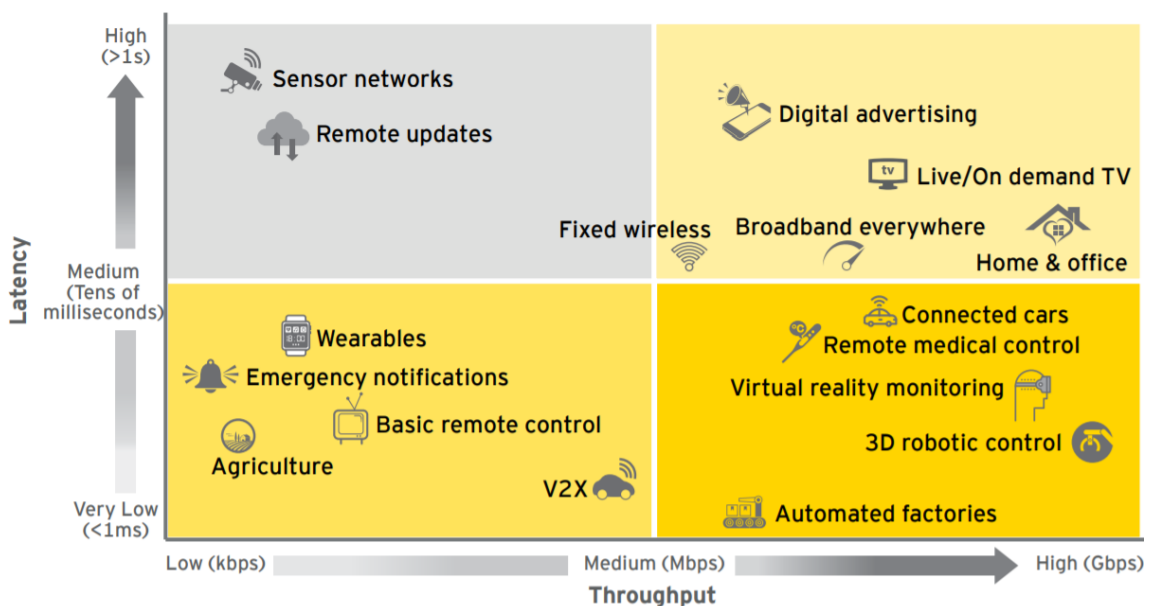 High
(>1s)
Sensor networks
Remote updates
Digital advertising
tv
Live/On demand TV
Fixed wireless
Broadband everywhere
Home & office
Latency
Medium
(Tens of
milliseconds)
Connected cars
°C
Remote medical control
Wearables
Emergency notifications
Virtual reality monitoring
Basic remote control
3D robotic control
Agriculture
V2X
Automated factories
Very Low
(<1ms)
Low (kbps)
Medium (Mbps)
High (Gbps)
Throughput